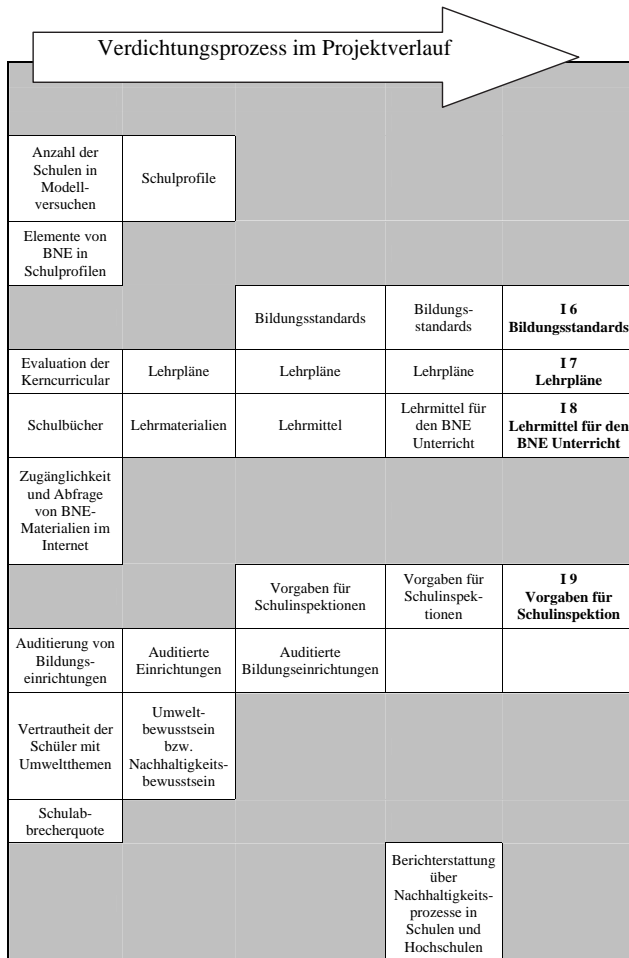 Verdichtungsprozess im Projektverlauf
Anzahl der
Schulen in
Modell-
versuchen
Schulprofile
Elemente von
BNE in
Schulprofilen
Bildungsstandards
Bildungs-
standards
I 6
Bildungsstandards
Evaluation der
Kerncurricular
Lehrpläne
Lehrpläne
Lehrpläne
I 7
Lehrpläne
Schulbücher
Lehrmaterialien
Lehrmittel
Lehrmittel für
den BNE
Unterricht
I 8
Lehrmittel für den
BNE Unterricht
Zugänglichkeit
und Abfrage
von BNE-
Materialien im
Internet
Vorgaben für
Schulinspektionen
Vorgaben für
Schulinspek-
tionen
I 9
Vorgaben für
Schulinspektion
Auditierung von
Bildungs-
einrichtungen
Auditierte
Einrichtungen
Auditierte
Bildungseinrichtungen
Vertrautheit der
Schüler mit
Umweltthemen
Umwelt-
bewusstsein
bzw.
Nachhaltigkeits-
bewusstsein
Schulab-
brecherquote
Berichterstattung
über
Nachhaltigkeits-
prozesse in
Schulen und
Hochschulen